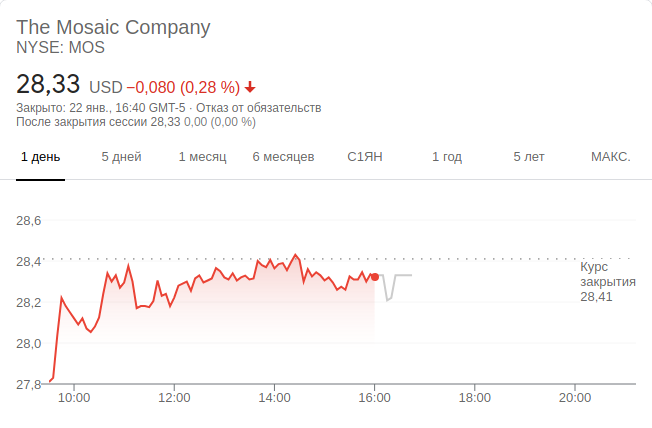 The Mosaic Company
NYSE: MOS
28,33 USD −0,080 (0,28 %)
Закрыто: 22 янв., 16:40 GMT-5 · Отказ от обязательств
После закрытия сессии 28,33 0,00 (0,00 %)
1 день 5 дней 1 месяц 6 месяцев С1ЯН 1 год 5 лет МАКС.
28,6
28,4
28,2
28,0
27,8
Курс
закрытия
28,41
10:00 12:00 14:00 16:00 18:00 20:00